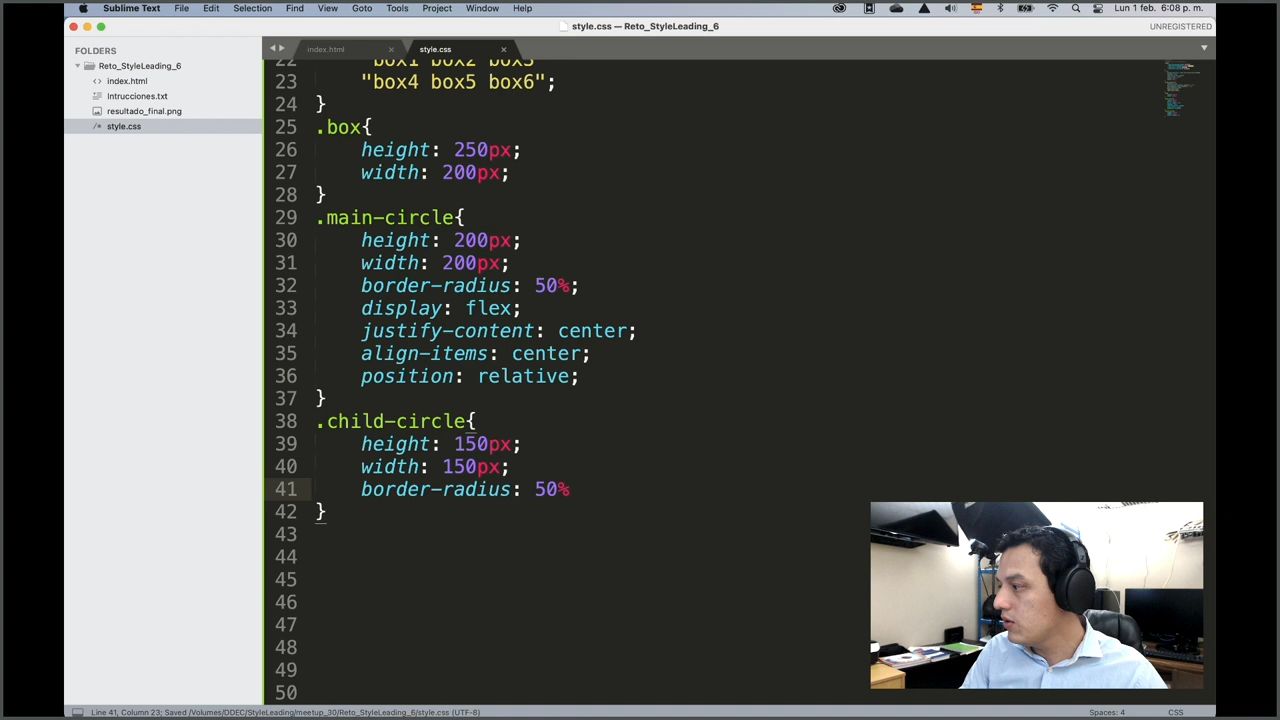 Sublime Text File Edit Selection Find View Goto Tools Project Window Help Lun 1 feb. 6:08 p. m.
style.css — Reto_StyleLeading_6 UNREGISTERED
FOLDERS
Reto_StyleLeading_6
<> index.html
Intrucciones.txt
resultado_final.png
/* style.css
index.html × style.css ×
22 "box1 box2 box3"
23 "box4 box5 box6";
24 }
25 .box{
26 height: 250px;
27 width: 200px;
28 }
29 .main-circle{
30 height: 200px;
31 width: 200px;
32 border-radius: 50%;
33 display: flex;
34 justify-content: center;
35 align-items: center;
36 position: relative;
37 }
38 .child-circle{
39 height: 150px;
40 width: 150px;
41 border-radius: 50%
42 }
43
44
45
46
47
48
49
50
Line 41, Column 23; Saved /Volumes/DDEC/StyleLeading/meetup_30/Reto_StyleLeading_6/style.css (UTF-8) Spaces: 4 CSS